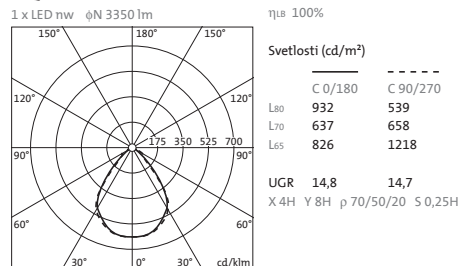 1 x LED nw ϕN 3350 lm
150° 180° 150°
120° 120°
175 350 525 700
90° 90°
60° 60°
30° 0° 30° cd/klm
ηLB 100%
Svetlosti (cd/m²)
C 0/180 C 90/270
L80 932 539
L70 637 658
L65 826 1218
UGR 14,8 14,7
X 4H Y 8H ρ 70/50/20 S 0,25H